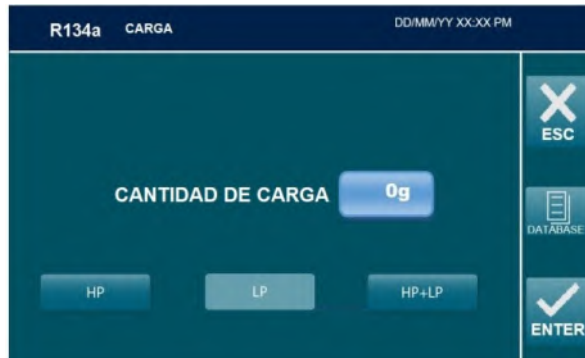 R134a CARGA DD/MM/YY XX:XX PM
ESC
CANTIDAD DE CARGA 0g
DATABASE
HP LP HP+LP
ENTER